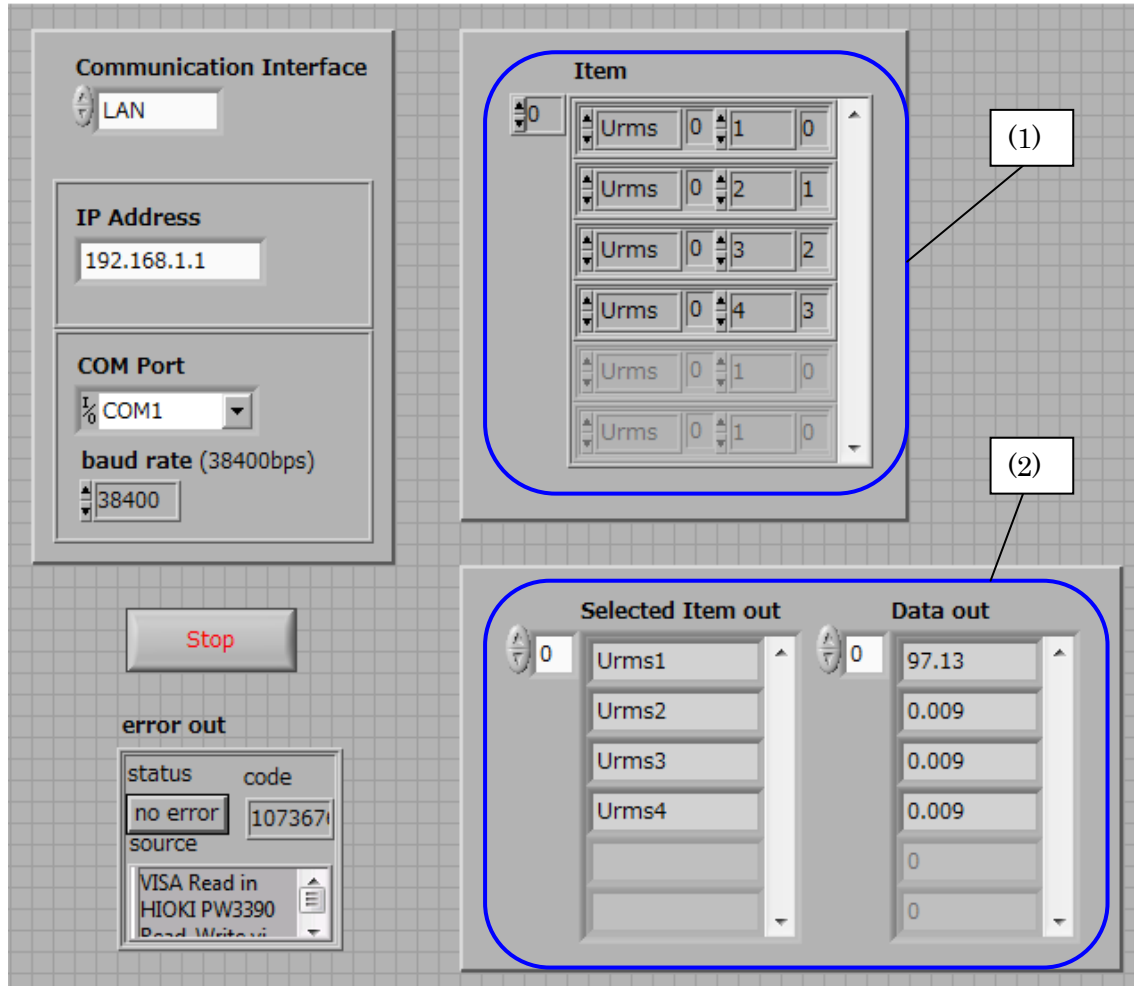 Communication Interface
LAN
IP Address
192.168.1.1
COM Port
I/0 COM1
baud rate (38400bps)
38400
Stop
error out
status code
no error 107367
source
VISA Read in
HIOKI PW3390
Item
0
Urms 0 1 0
Urms 0 2 1
Urms 0 3 2
Urms 0 4 3
Urms 0 1 0
Urms 0 1 0
(1)
(2)
Selected Item out Data out
0 Urms1 0 97.13
Urms2 0.009
Urms3 0.009
Urms4 0.009
0
0